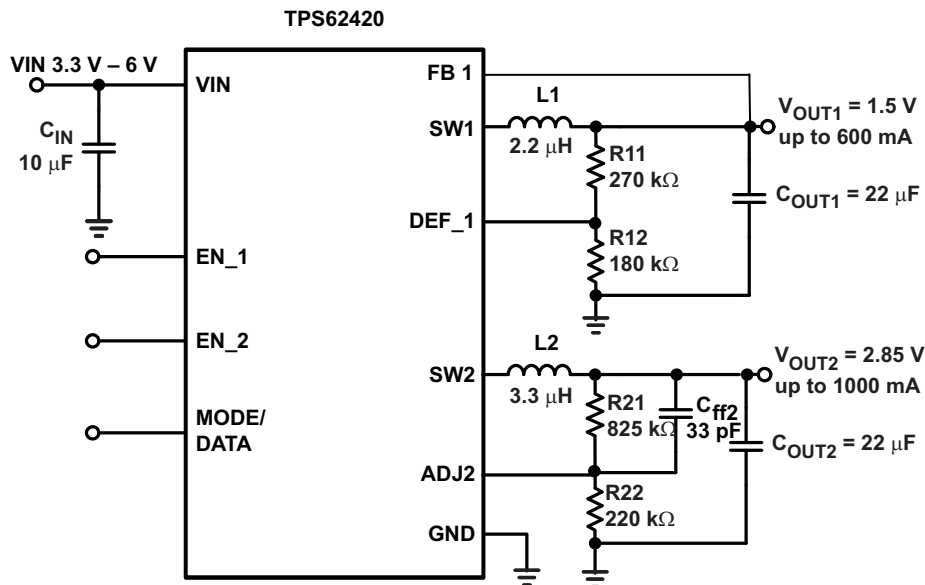 TPS62420
VIN 3.3 V – 6 V
VIN
C_IN
10 μF
EN_1
EN_2
MODE/
DATA
FB 1
SW1
DEF_1
SW2
ADJ2
GND
L1
2.2 μH
R11
270 kΩ
R12
180 kΩ
V_OUT1 = 1.5 V
up to 600 mA
C_OUT1 = 22 μF
L2
3.3 μH
R21
825 kΩ
C_ff2
33 pF
R22
220 kΩ
V_OUT2 = 2.85 V
up to 1000 mA
C_OUT2 = 22 μF